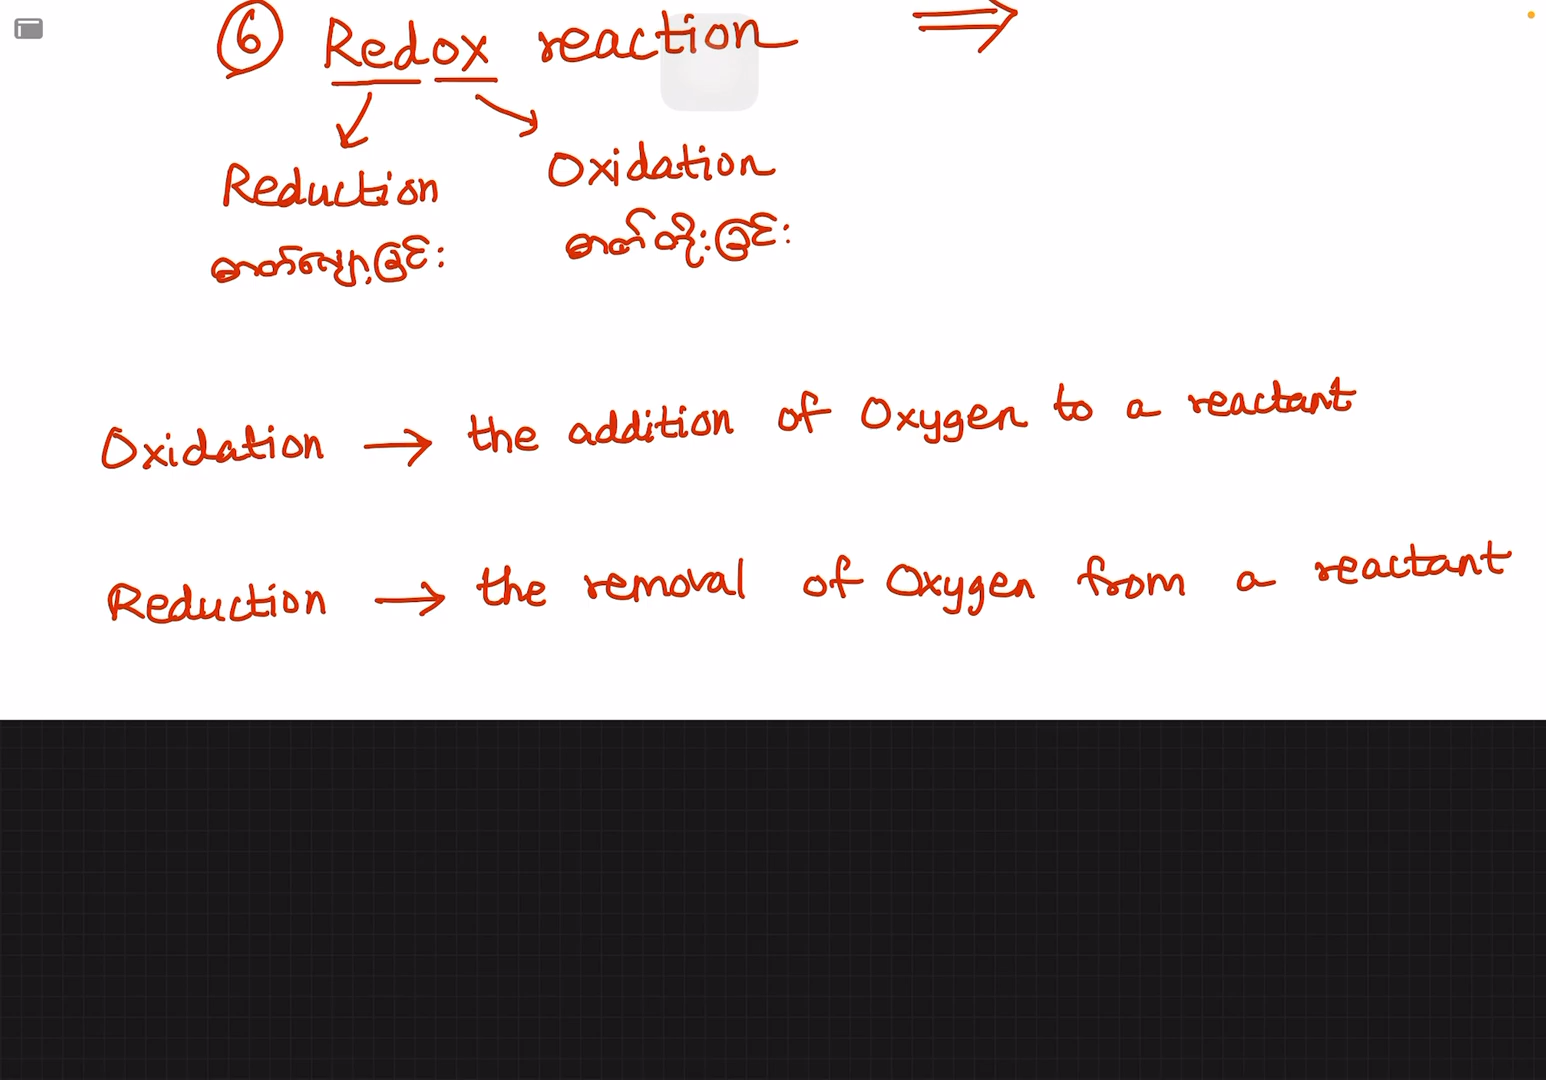 ⑥ Redox reaction ⇒
Reduction Oxidation
ဓာတ်လျော့ခြင်း ဓာတ်တိုးခြင်း
Oxidation → the addition of Oxygen to a reactant
Reduction → the removal of Oxygen from a reactant